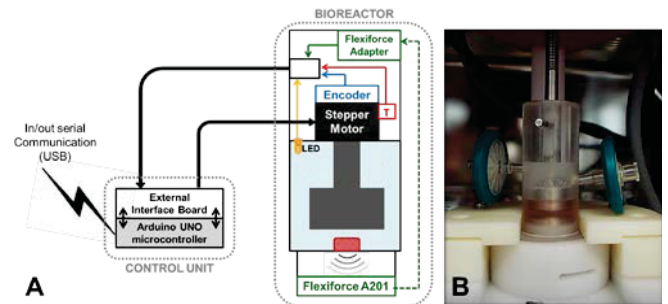 BIOREACTOR
Flexiforce
Adapter
Encoder
T
Stepper
Motor
LED
In/out serial
Communication
(USB)
External
Interface Board
Arduino UNO
microcontroller
CONTROL UNIT
Flexiforce A201
A
B